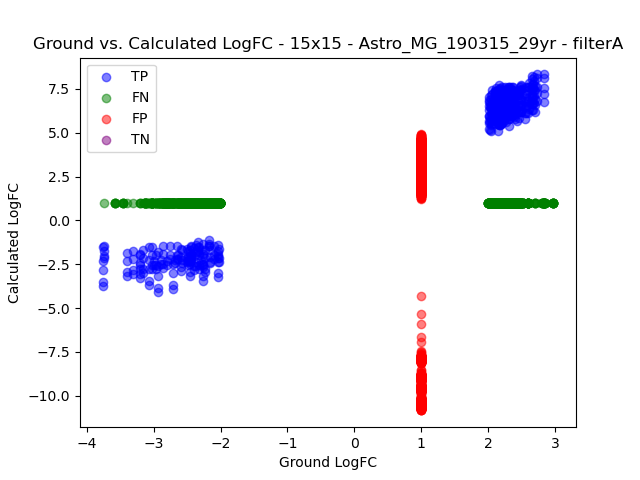 Ground vs. Calculated LogFC - 15x15 - Astro_MG_190315_29yr - filterA
TP
FN
FP
TN
7.5
5.0
2.5
0.0
−2.5
−5.0
−7.5
−10.0
Calculated LogFC
−4
−3
−2
−1
0
1
2
3
Ground LogFC